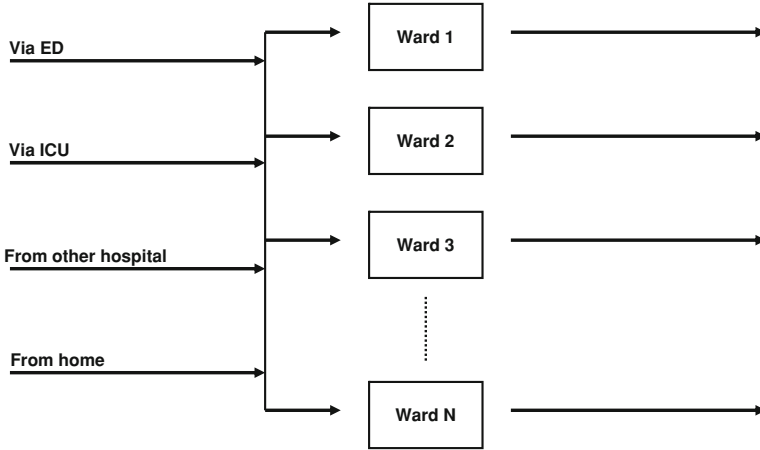 Via ED
Via ICU
From other hospital
From home
Ward 1
Ward 2
Ward 3
Ward N